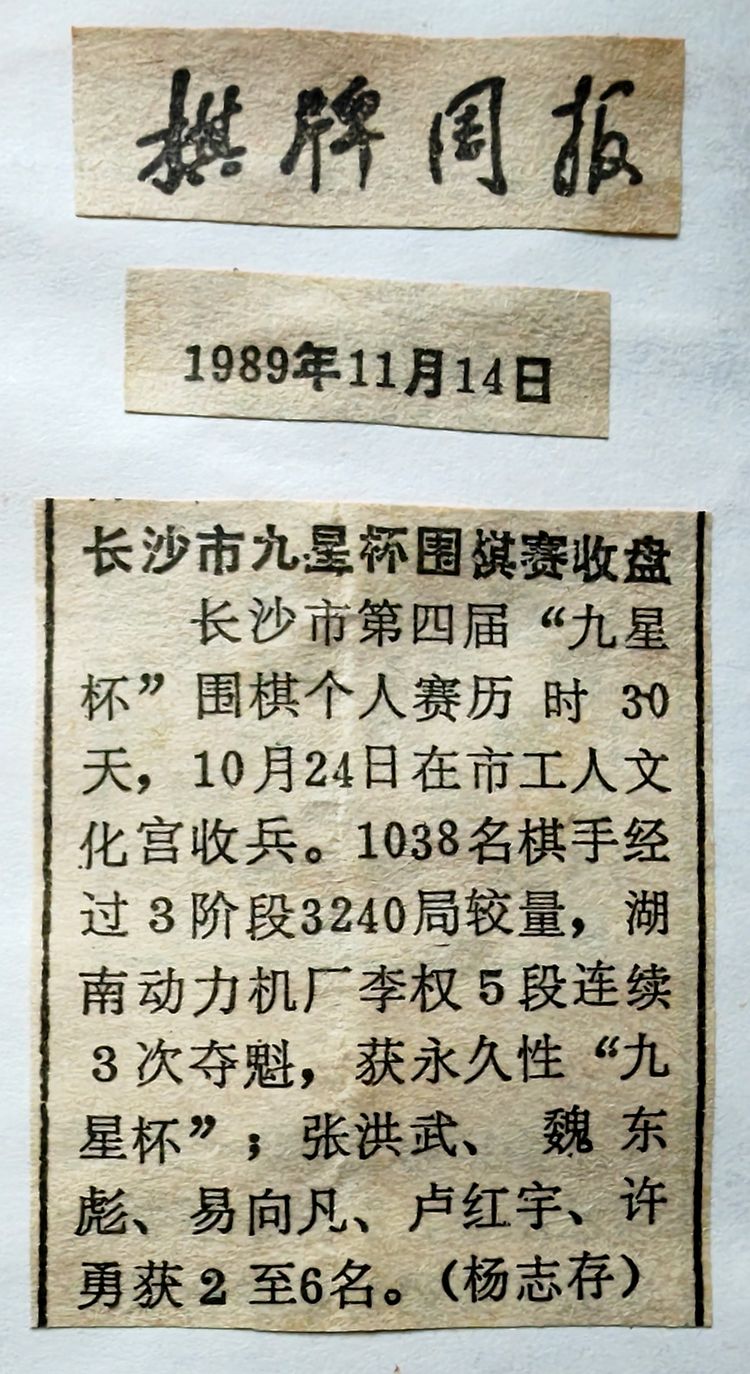 棋牌周报
1989年11月14日
长沙市九星杯围棋赛收盘
长沙市第四届“九星
杯”围棋个人赛历时30
天，10月24日在市工人文
化宫收兵。1038名棋手经
过3阶段3240局较量，湖
南动力机厂李权5段连续
3次夺魁，获永久性“九
星杯”；张洪武、魏东
彪、易向凡、卢红宇、许
勇获2至6名。（杨志存）